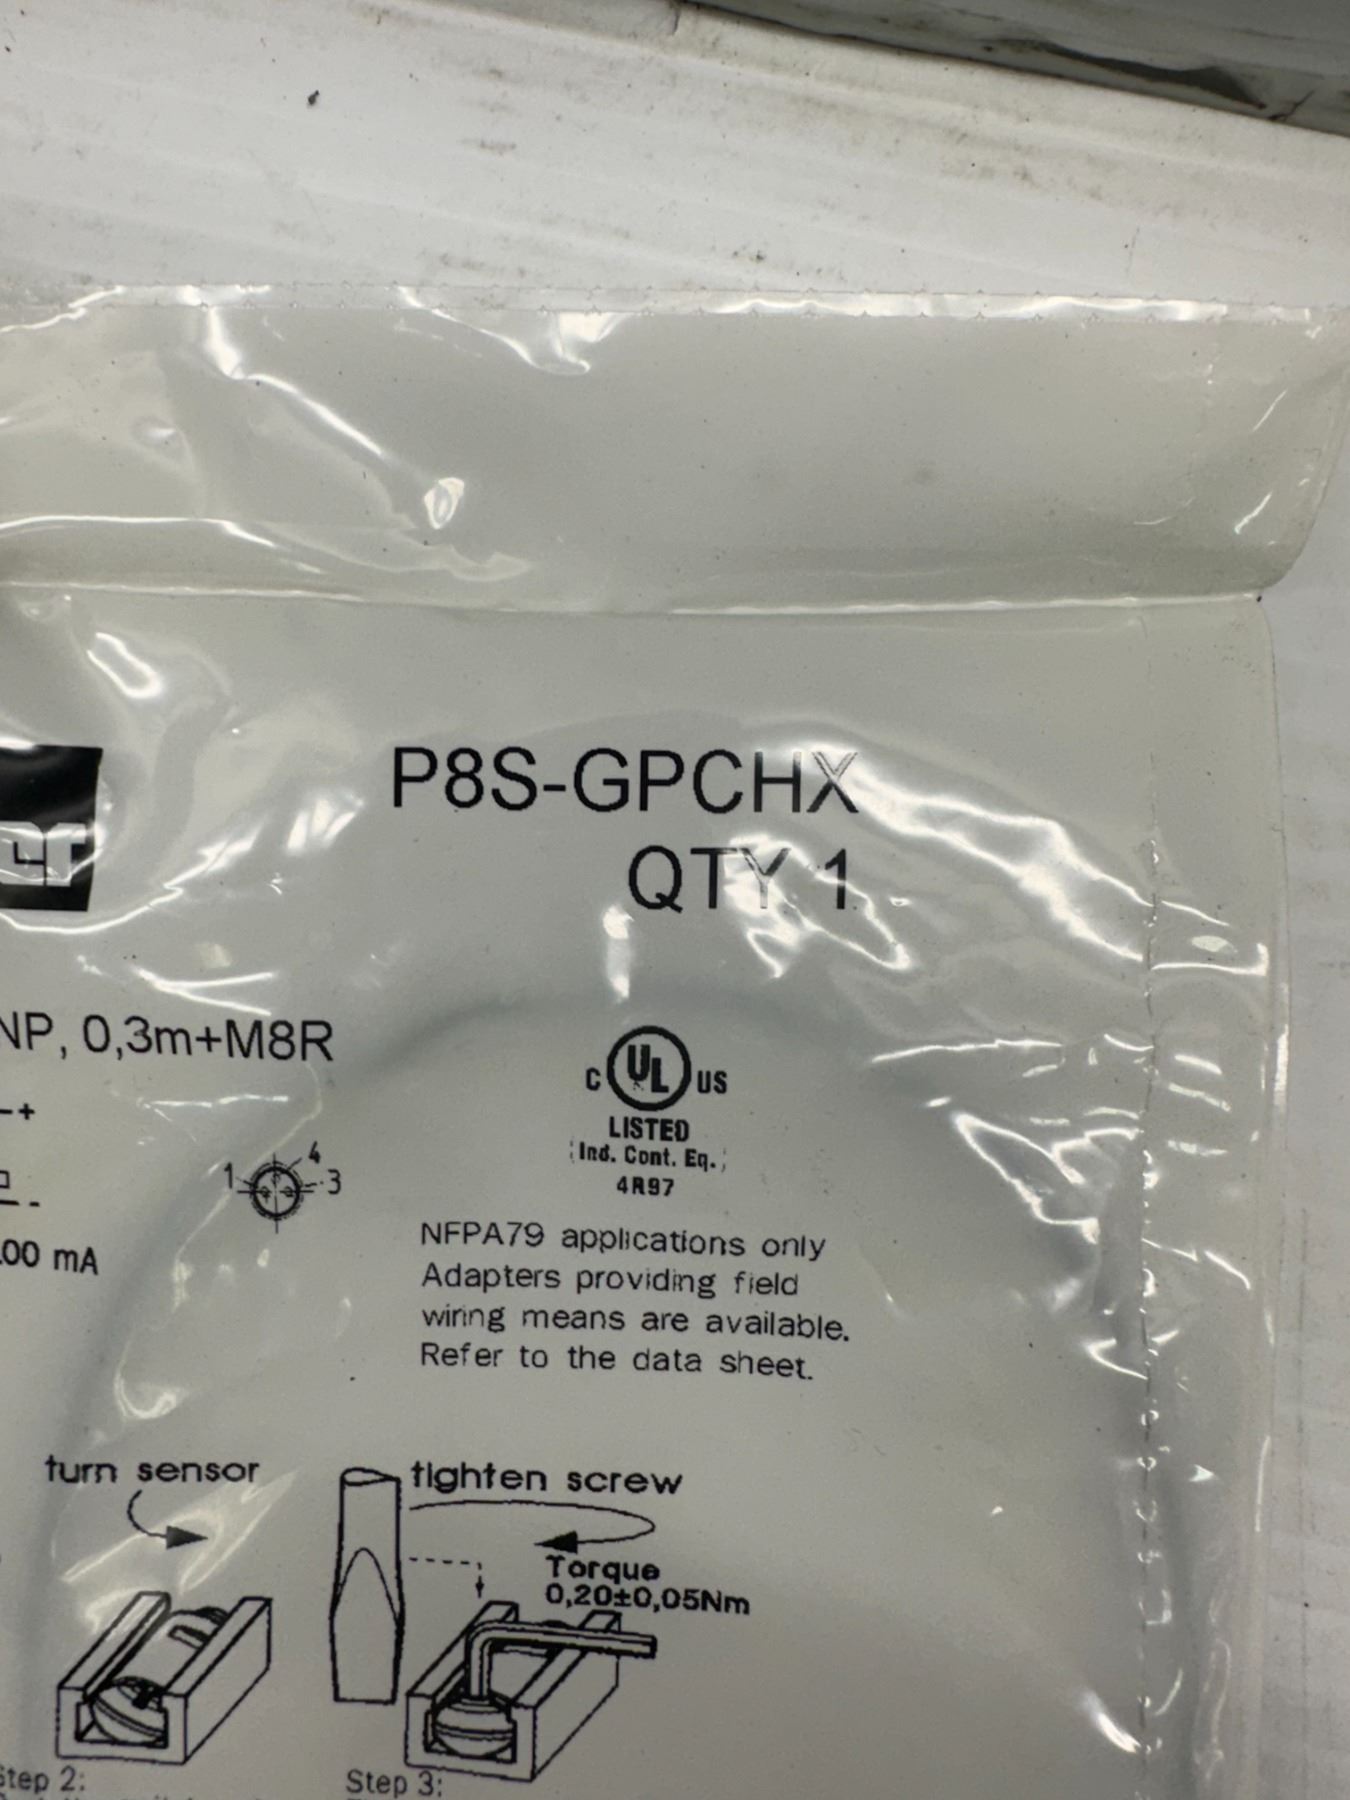 P8S-GPCHX
QTY 1
NP, 0,3m+M8R
C UL US
LISTED
Ind. Cont. Eq.
4R97
-+
1 4 3
00 mA
NFPA79 applications only
Adapters providing field
wiring means are available.
Refer to the data sheet.
turn sensor
tighten screw
Torque
0,20±0,05Nm
Step 2:
Step 3: